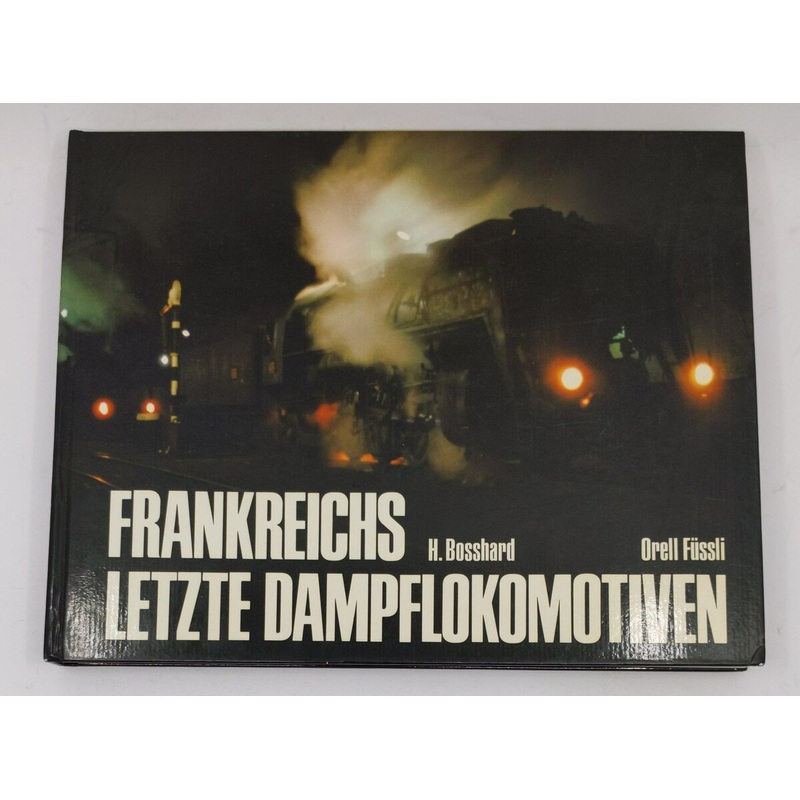 FRANKREICHS
H. Bosshard Orell Füssli
LETZTE DAMPFLOKOMOTIVEN